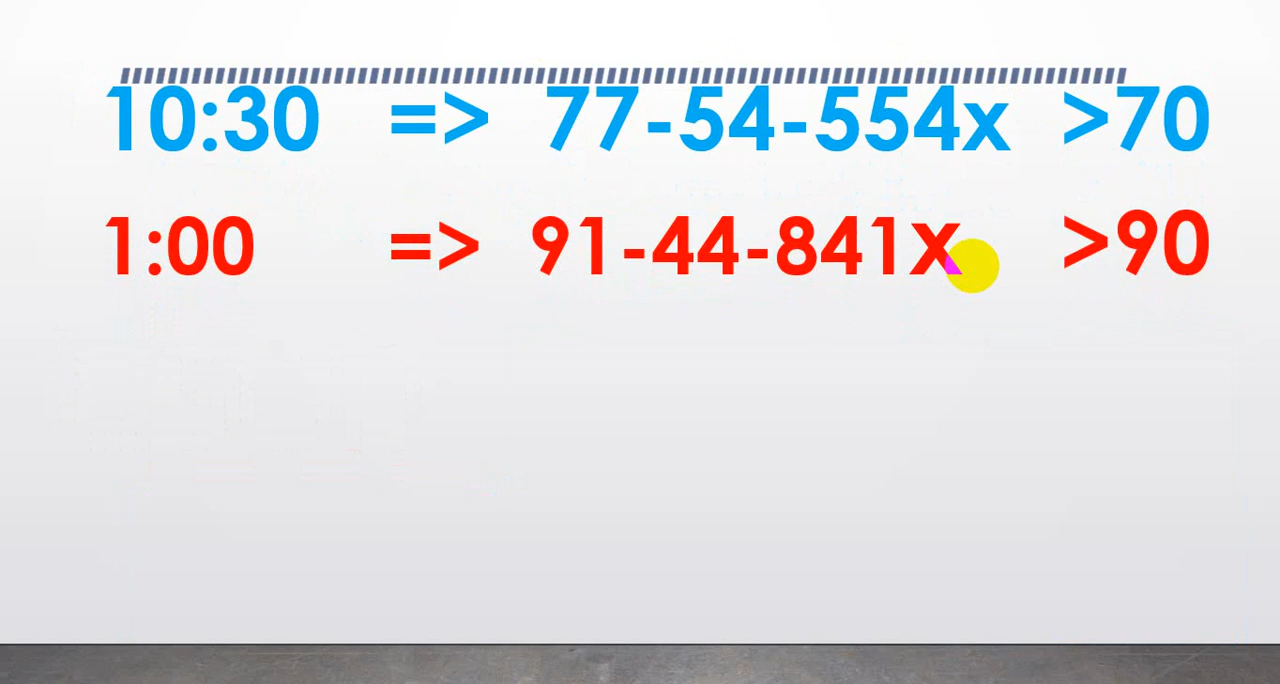 10:30 => 77-54-554x >70
1:00 => 91-44-841x >90